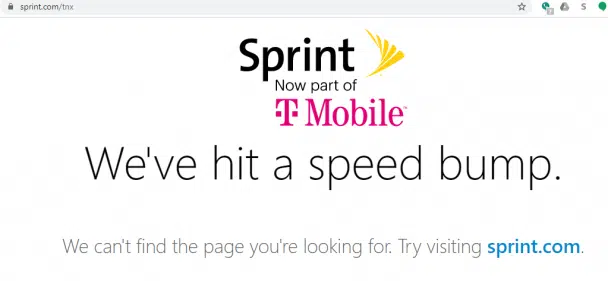 sprint.com/tnx
Sprint
Now part of
T Mobile™
We've hit a speed bump.
We can't find the page you're looking for. Try visiting sprint.com.